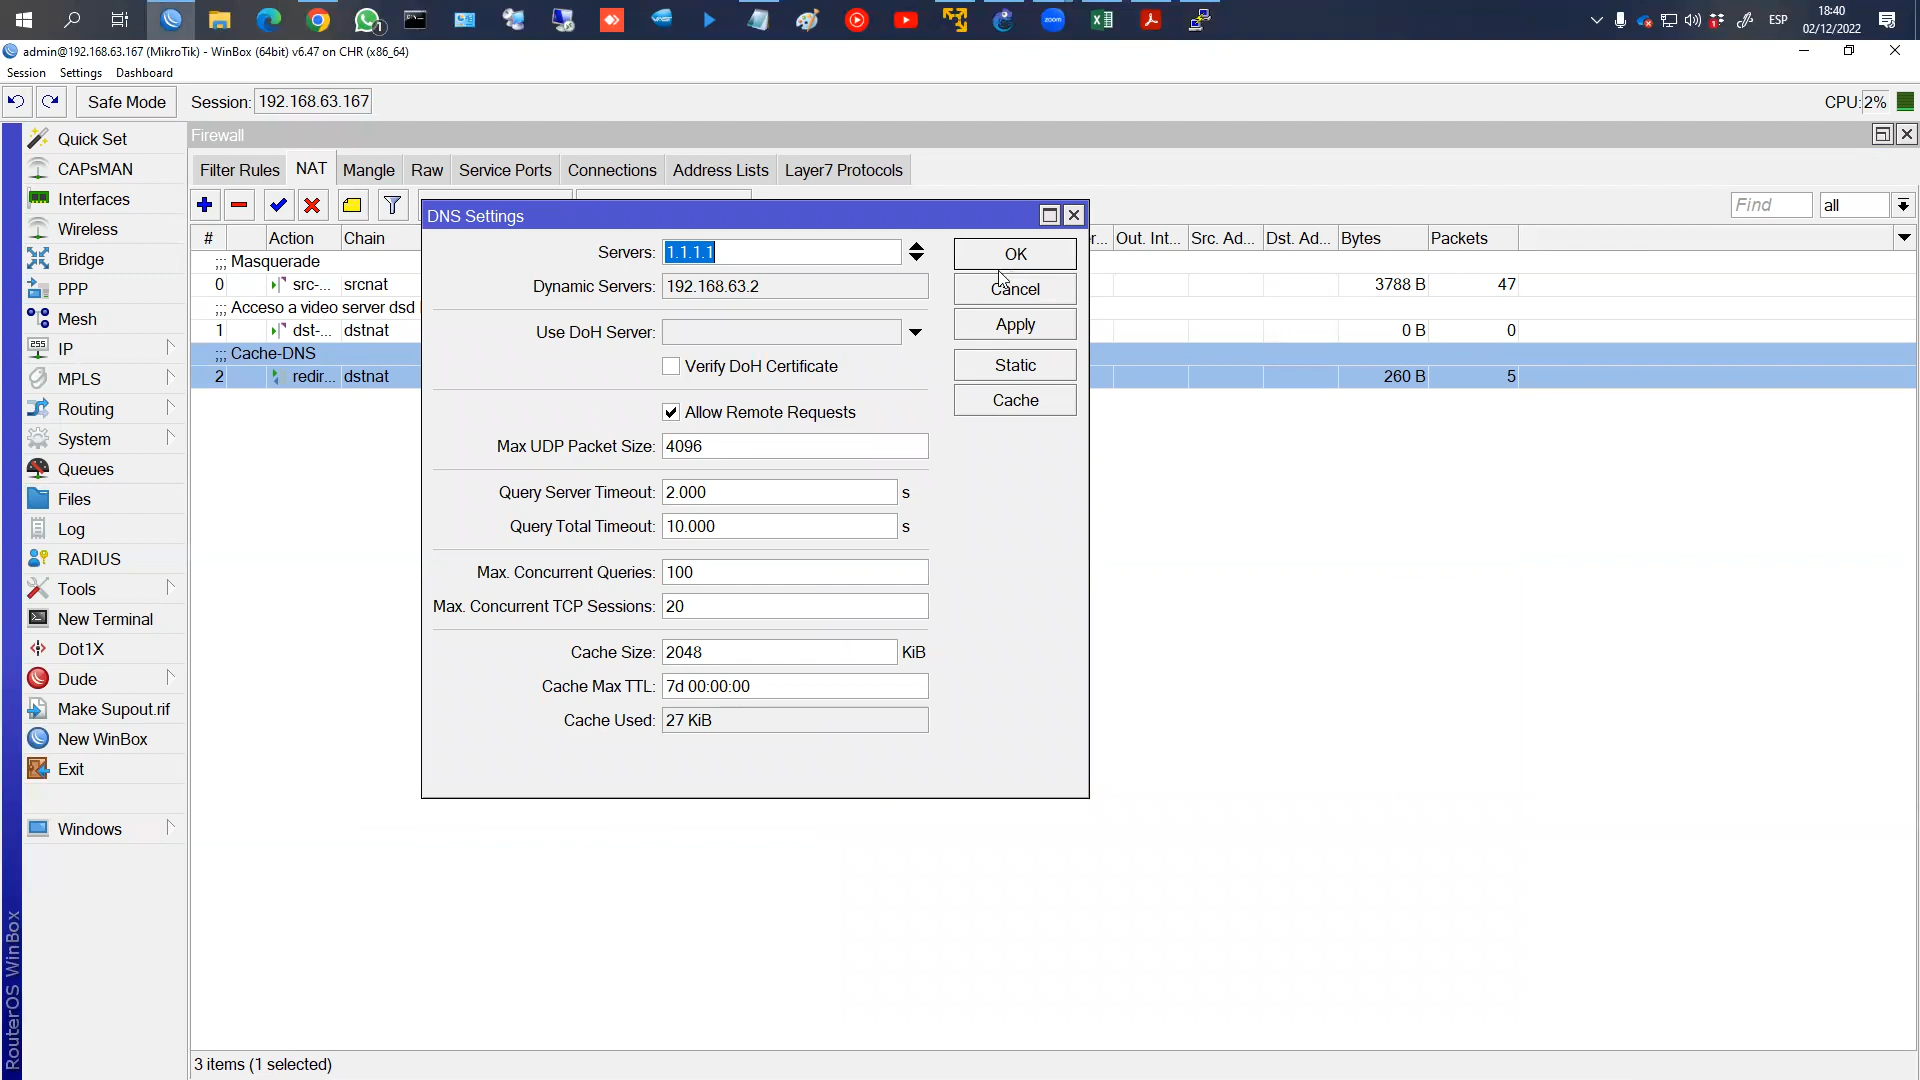 1
1
ESP
18:40
02/12/2022
admin@192.168.63.167 (MikroTik) - WinBox (64bit) v6.47 on CHR (x86_64)
Session Settings Dashboard
Safe Mode Session: 192.168.63.167 CPU: 2%
Firewall
Filter Rules NAT Mangle Raw Service Ports Connections Address Lists Layer7 Protocols
Find all
# Action Chain
Out. Int... Src. Ad... Dst. Ad... Bytes Packets
;;; Masquerade
0 src-... srcnat 3788 B 47
;;; Acceso a video server dsd
1 dst-... dstnat 0 B 0
;;; Cache-DNS
2 redir... dstnat 260 B 5
3 items (1 selected)
Quick Set
CAPsMAN
Interfaces
Wireless
Bridge
PPP
Mesh
255
IP
MPLS
Routing
System
Queues
Files
Log
RADIUS
Tools
New Terminal
Dot1X
Dude
Make Supout.rif
New WinBox
Exit
Windows
RouterOS WinBox
DNS Settings
Servers: 1.1.1.1
Dynamic Servers: 192.168.63.2
Use DoH Server:
Verify DoH Certificate
Allow Remote Requests
Max UDP Packet Size: 4096
Query Server Timeout: 2.000 s
Query Total Timeout: 10.000 s
Max. Concurrent Queries: 100
Max. Concurrent TCP Sessions: 20
Cache Size: 2048 KiB
Cache Max TTL: 7d 00:00:00
Cache Used: 27 KiB
OK
Cancel
Apply
Static
Cache